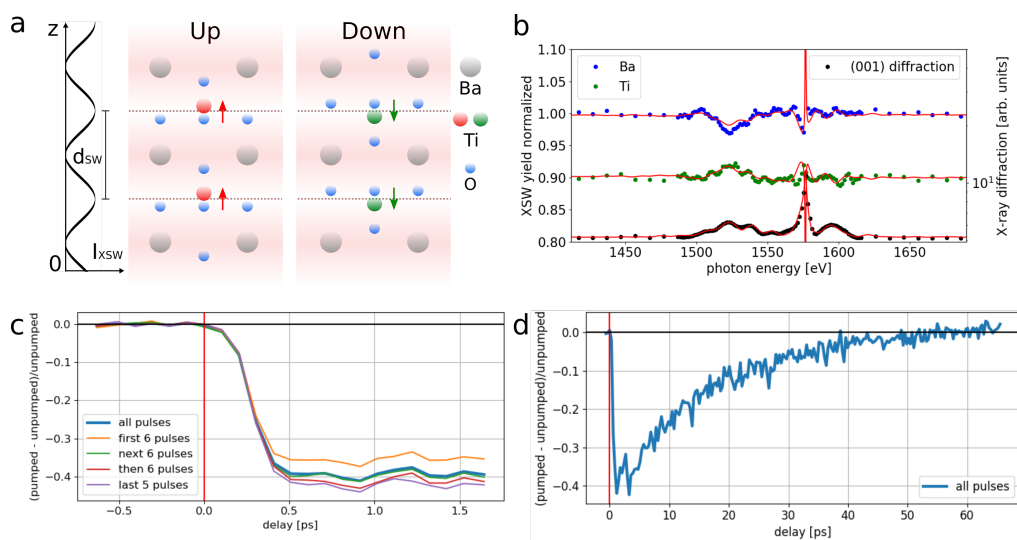 a
z
Up
Down
dSW
IXSW
0
Ba
Ti
O
b
1.10
1.05
1.00
0.95
0.90
0.85
0.80
XSW yield normalized
Ba
Ti
(001) diffraction
10¹
X-ray diffraction [arb. units]
1450
1500
1550
1600
1650
photon energy [eV]
c
0.0
−0.1
−0.2
−0.3
−0.4
(pumped - unpumped)/unpumped
all pulses
first 6 pulses
next 6 pulses
then 6 pulses
last 5 pulses
−0.5
0.0
0.5
1.0
1.5
delay [ps]
d
0.0
−0.1
−0.2
−0.3
−0.4
(pumped - unpumped)/unpumped
all pulses
0
10
20
30
40
50
60
delay [ps]